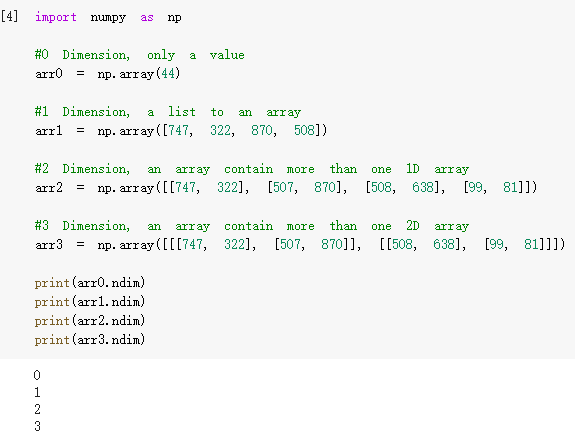 [4] import numpy as np
#0 Dimension, only a value
arr0 = np.array(44)
#1 Dimension, a list to an array
arr1 = np.array([747, 322, 870, 508])
#2 Dimension, an array contain more than one 1D array
arr2 = np.array([[747, 322], [507, 870], [508, 638], [99, 81]])
#3 Dimension, an array contain more than one 2D array
arr3 = np.array([[[747, 322], [507, 870]], [[508, 638], [99, 81]]])
print(arr0.ndim)
print(arr1.ndim)
print(arr2.ndim)
print(arr3.ndim)
0
1
2
3